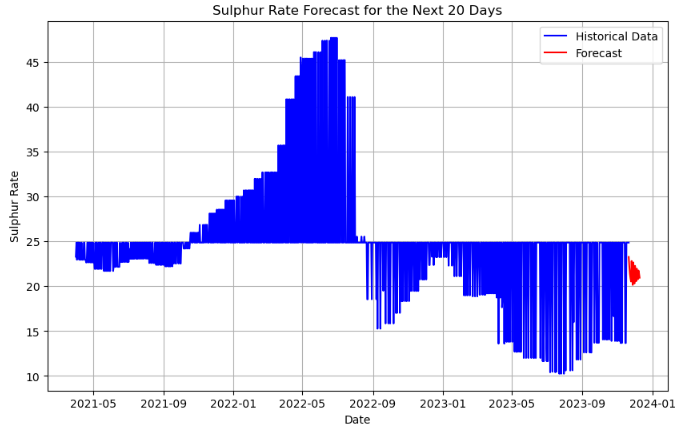 Sulphur Rate Forecast for the Next 20 Days
Historical Data
Forecast
45
40
35
30
25
20
15
10
Sulphur Rate
2021-05 2021-09 2022-01 2022-05 2022-09 2023-01 2023-05 2023-09 2024-01
Date